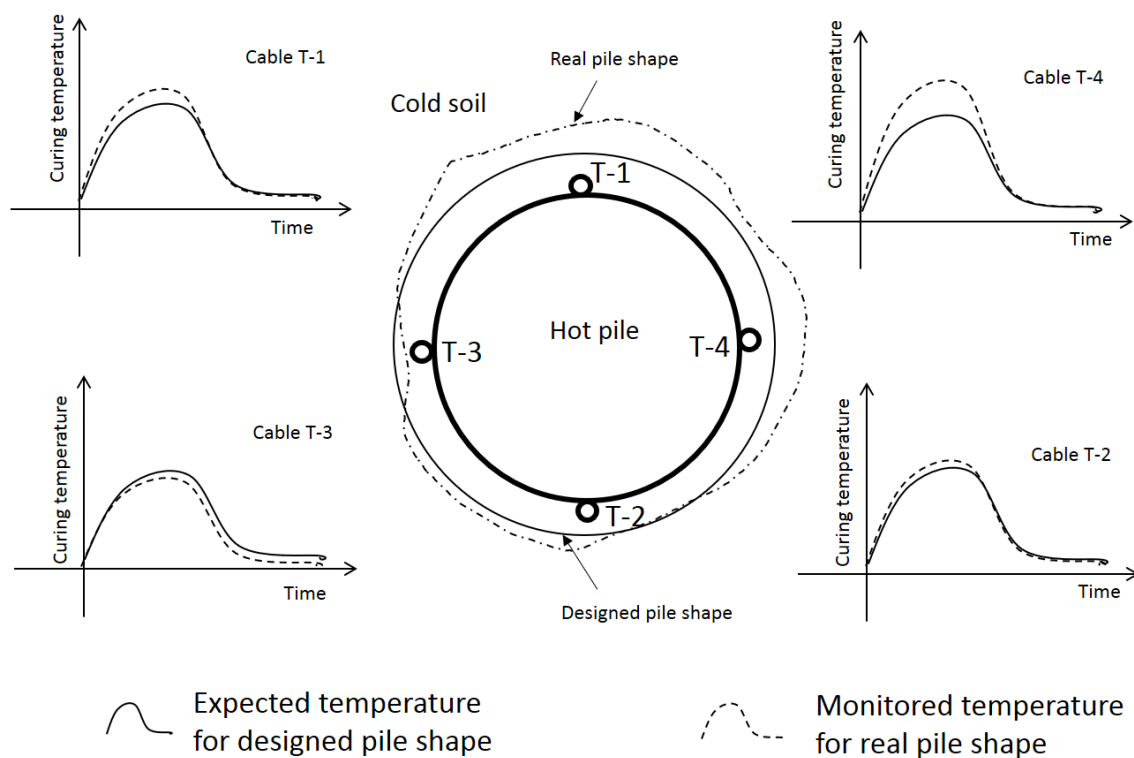 Curing temperature
Cable T-1
Time
Real pile shape
Cold soil
Curing temperature
Cable T-4
Time
T-1
Hot pile
T-3
T-4
T-2
Curing temperature
Cable T-3
Time
Designed pile shape
Curing temperature
Cable T-2
Time
Expected temperature
for designed pile shape
Monitored temperature
for real pile shape